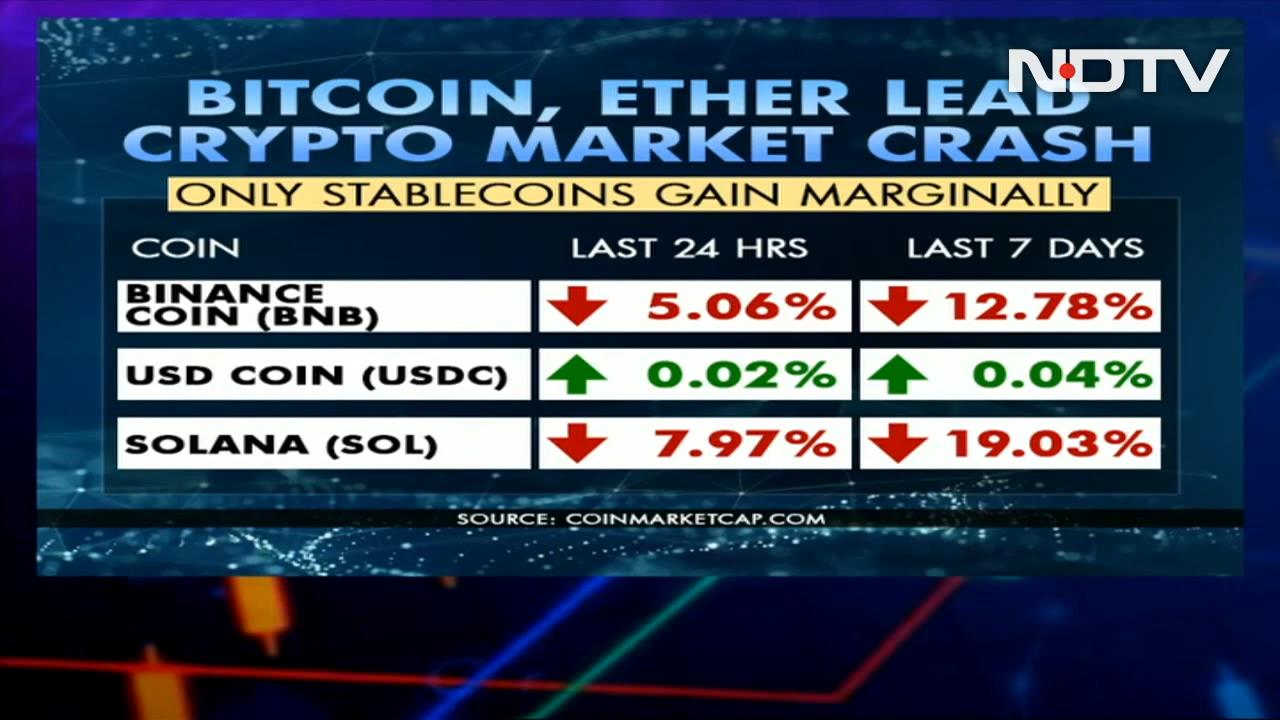 NDTV
BITCOIN, ETHER LEAD
CRYPTO MARKET CRASH
ONLY STABLECOINS GAIN MARGINALLY
COIN LAST 24 HRS LAST 7 DAYS
BINANCE
COIN (BNB) 5.06% 12.78%
USD COIN (USDC) 0.02% 0.04%
SOLANA (SOL) 7.97% 19.03%
SOURCE: COINMARKETCAP.COM